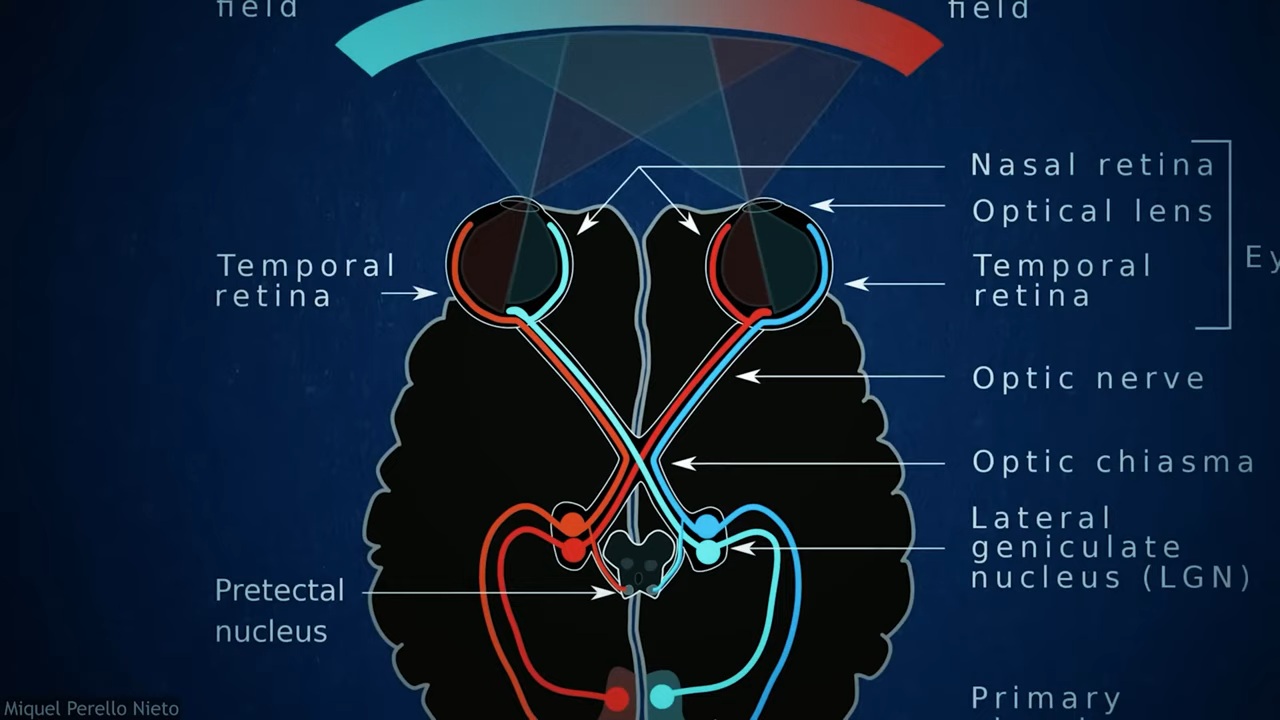 field
field
Nasal retina
Optical lens
Temporal
retina
Temporal
retina
Ey
Optic nerve
Optic chiasma
Lateral
geniculate
nucleus (LGN)
Pretectal
nucleus
Primary
Miquel Perello Nieto